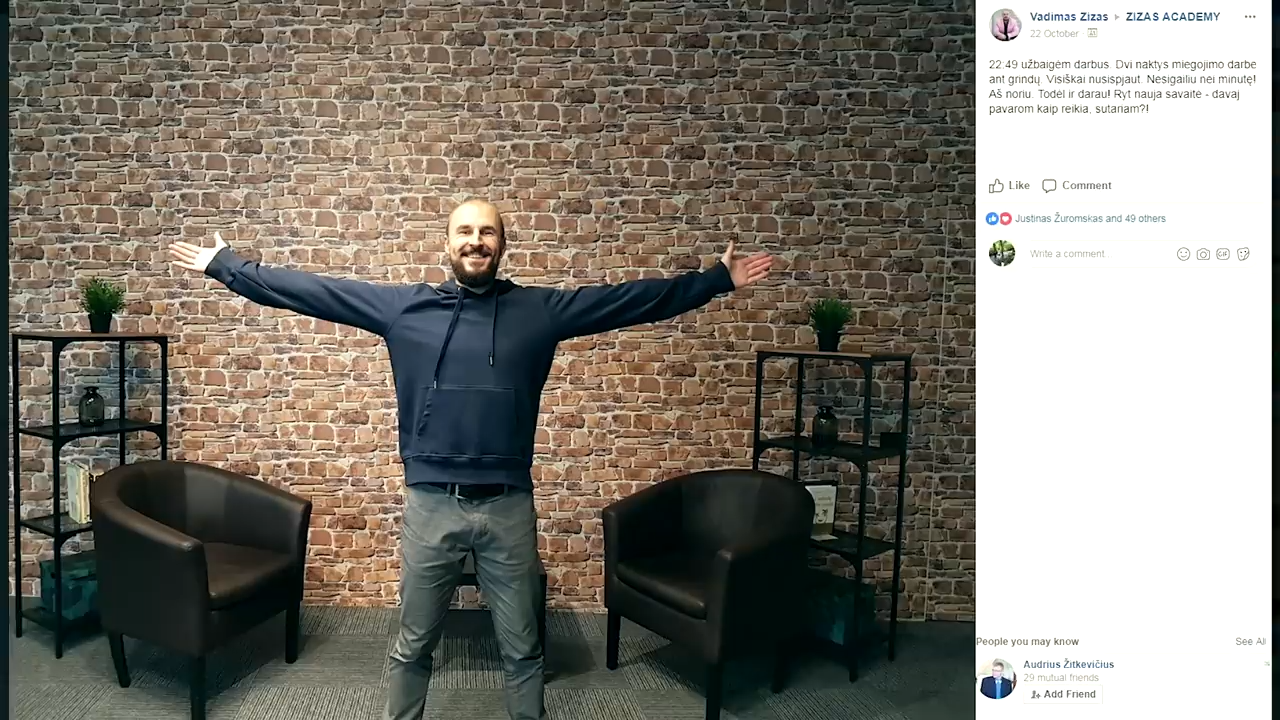 Vadimas Zizas ▸ ZIZAS ACADEMY
22 October
22:49 užbaigėm darbus. Dvi naktys miegojimo darbe
ant grindų. Visiškai nusispjaut. Nesigailiu nei minutę!
Aš noriu. Todėl ir darau! Ryt nauja savaitė - davaj
pavarom kaip reikia, sutariam?!
Like Comment
Justinas Žuromskas and 49 others
Write a comment
GIF
People you may know
See All
Audrius Žitkevičius
29 mutual friends
Add Friend